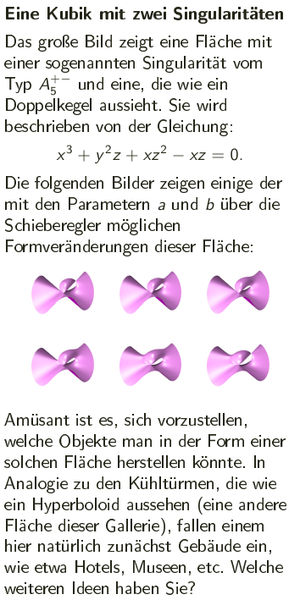 Eine Kubik mit zwei Singularitäten
Das große Bild zeigt eine Fläche mit
einer sogenannten Singularität vom
Typ A₅⁺⁻ und eine, die wie ein
Doppelkegel aussieht. Sie wird
beschrieben von der Gleichung:
x³ + y²z + xz² − xz = 0.
Die folgenden Bilder zeigen einige der
mit den Parametern a und b über die
Schieberegler möglichen
Formveränderungen dieser Fläche:
Amüsant ist es, sich vorzustellen,
welche Objekte man in der Form einer
solchen Fläche herstellen könnte. In
Analogie zu den Kühltürmen, die wie
ein Hyperboloid aussehen (eine andere
Fläche dieser Gallerie), fallen einem
hier natürlich zunächst Gebäude ein,
wie etwa Hotels, Museen, etc. Welche
weiteren Ideen haben Sie?